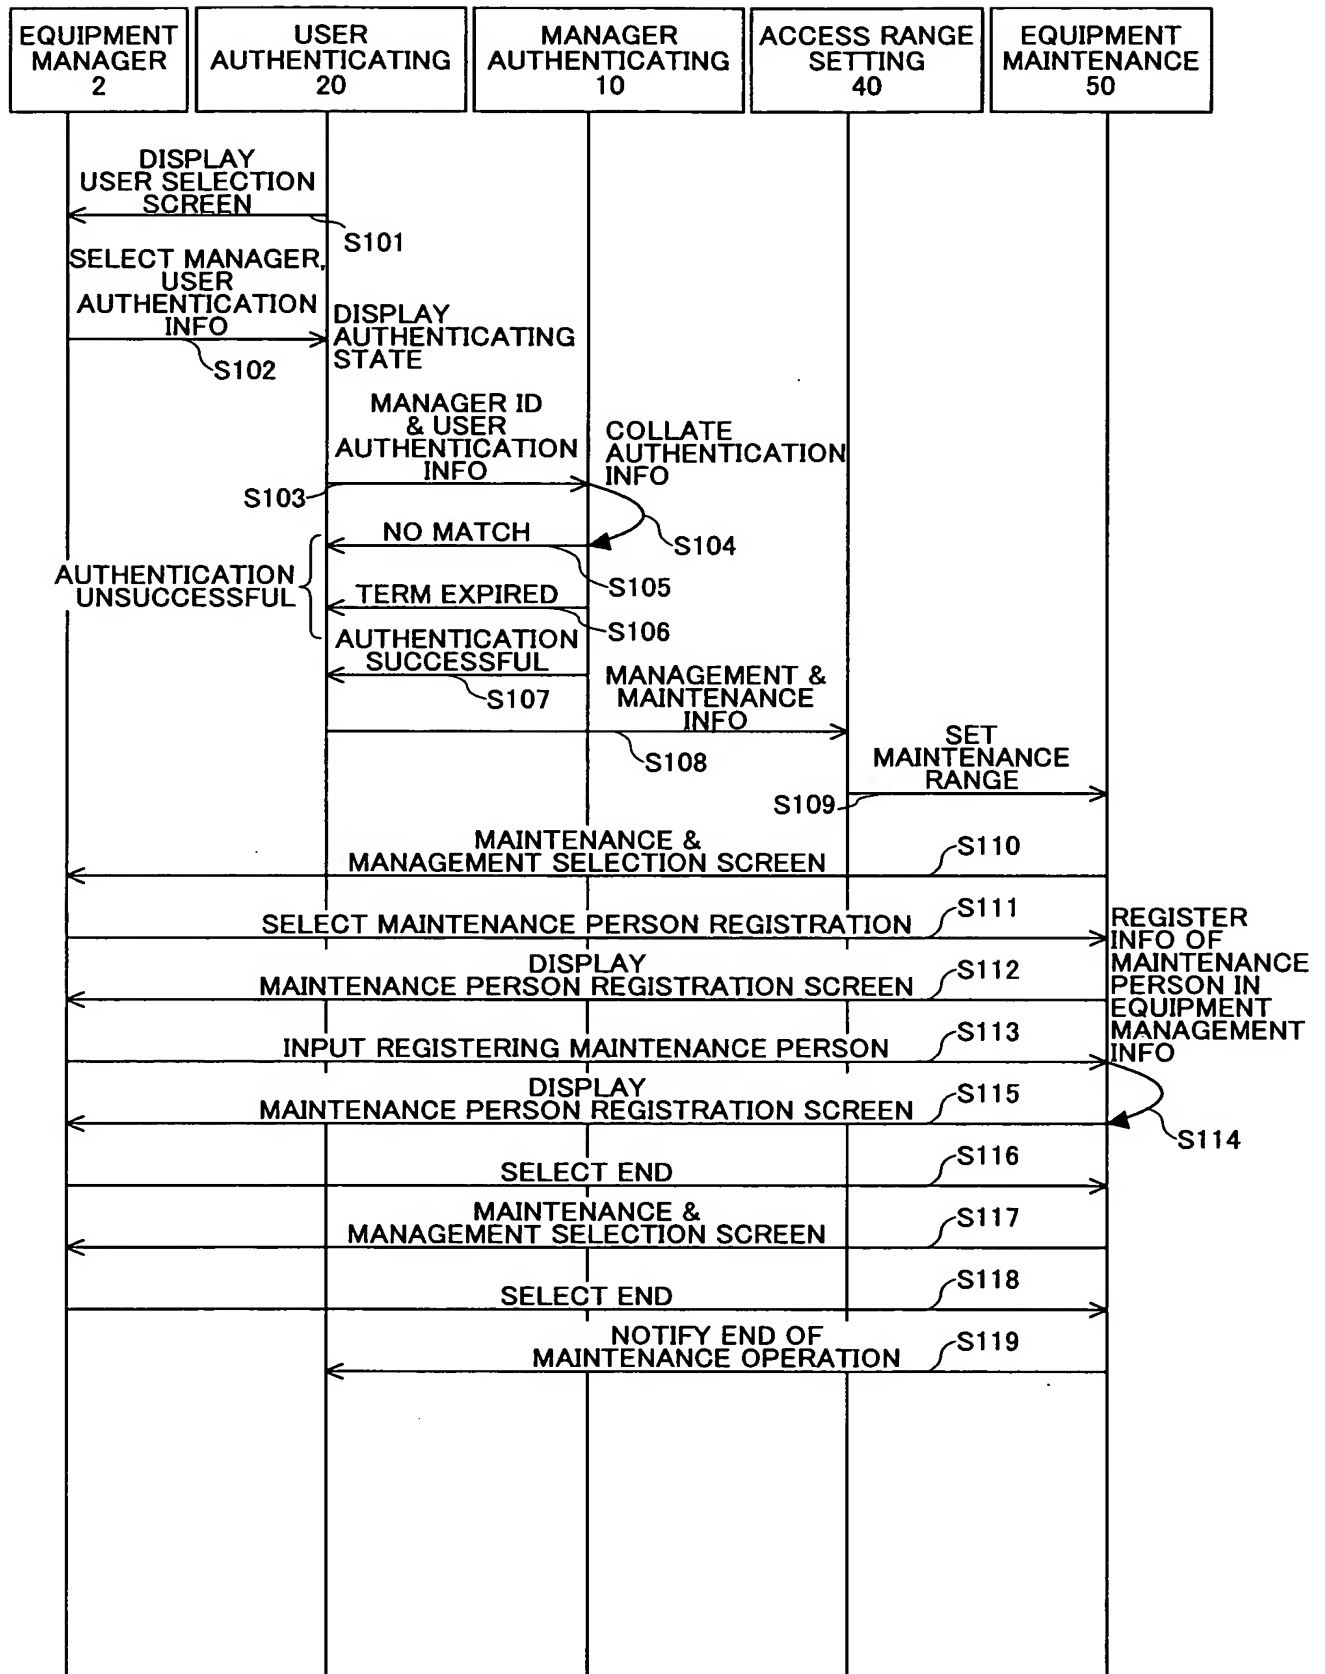 EQUIPMENT
MANAGER
2
USER
AUTHENTICATING
20
MANAGER
AUTHENTICATING
10
ACCESS RANGE
SETTING
40
EQUIPMENT
MAINTENANCE
50
DISPLAY
USER SELECTION
SCREEN
S101
SELECT MANAGER,
USER
AUTHENTICATION
INFO
S102
DISPLAY
AUTHENTICATING
STATE
MANAGER ID
& USER
AUTHENTICATION
INFO
S103
COLLATE
AUTHENTICATION
INFO
S104
NO MATCH
S105
AUTHENTICATION
UNSUCCESSFUL
TERM EXPIRED
S106
AUTHENTICATION
SUCCESSFUL
S107
MANAGEMENT &
MAINTENANCE
INFO
S108
SET
MAINTENANCE
RANGE
S109
MAINTENANCE &
MANAGEMENT SELECTION SCREEN
S110
SELECT MAINTENANCE PERSON REGISTRATION
S111
REGISTER
INFO OF
MAINTENANCE
PERSON IN
EQUIPMENT
MANAGEMENT
INFO
DISPLAY
MAINTENANCE PERSON REGISTRATION SCREEN
S112
INPUT REGISTERING MAINTENANCE PERSON
S113
DISPLAY
MAINTENANCE PERSON REGISTRATION SCREEN
S115
S114
SELECT END
S116
MAINTENANCE &
MANAGEMENT SELECTION SCREEN
S117
SELECT END
S118
NOTIFY END OF
MAINTENANCE OPERATION
S119